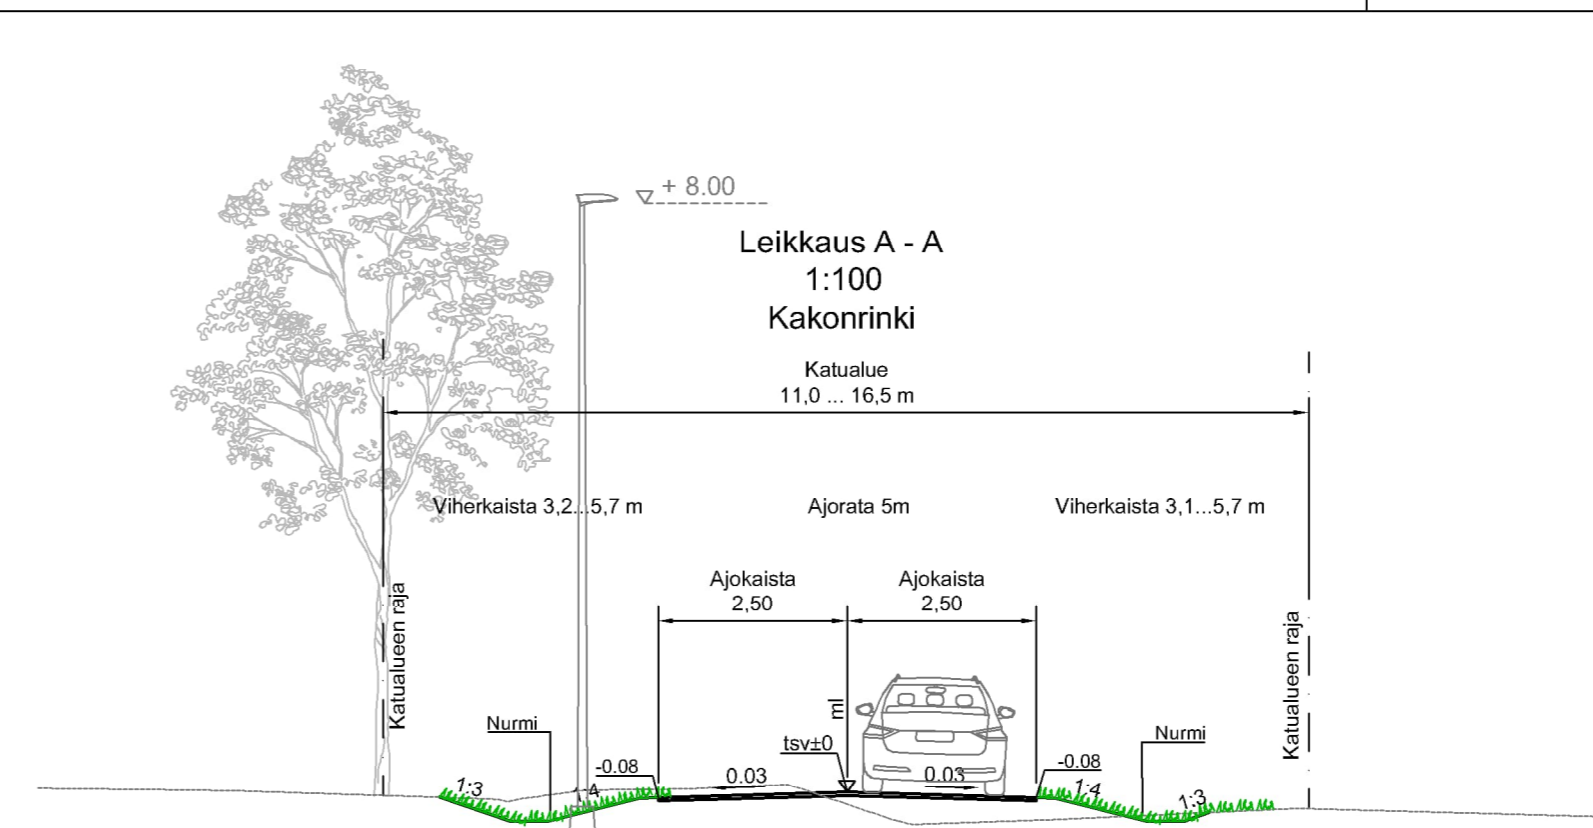 + 8.00
Leikkaus A - A
1:100
Kakonrinki
Katualue
11,0 ... 16,5 m
Viherkaista 3,2...5,7 m
Ajorata 5m
Viherkaista 3,1...5,7 m
Ajokaista
2,50
Ajokaista
2,50
Katualueen raja
Katualueen raja
ml
Nurmi
tsv±0
Nurmi
-0.08
0.03
0.03
-0.08
1:3
1:4
1:4
1:3